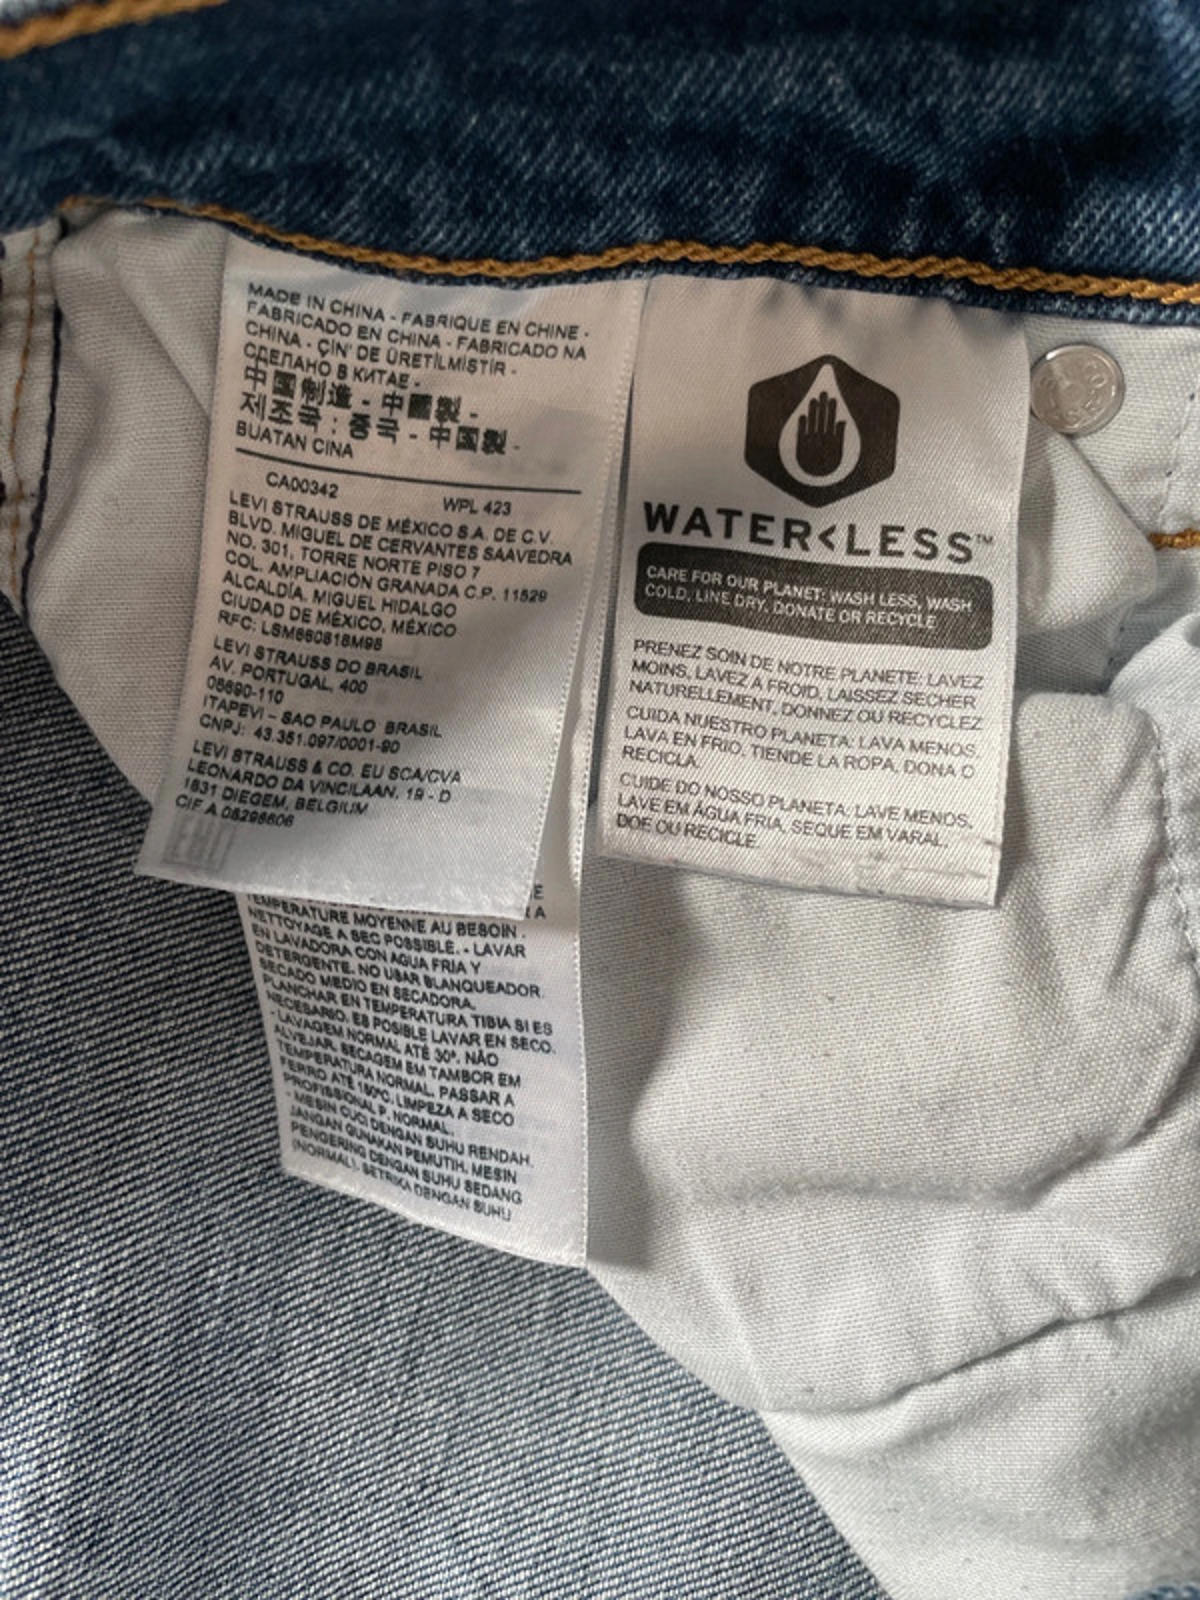 MADE IN CHINA - FABRIQUE EN CHINE -
FABRICADO EN CHINA - FABRICADO NA
CHINA - ÇİN' DE ÜRETİLMİSTİR -
СДЕЛАНО В КИТАЕ -
中国制造 - 中國製 -
제조국 : 중국 - 中国製 -
BUATAN CINA
CA00342
WPL 423
LEVI STRAUSS DE MÉXICO S.A. DE C.V.
BLVD. MIGUEL DE CERVANTES SAAVEDRA
NO. 301, TORRE NORTE PISO 7
COL. AMPLIACIÓN GRANADA C.P. 11529
ALCALDÍA. MIGUEL HIDALGO
CIUDAD DE MÉXICO, MÉXICO
RFC: LSM860818M98
LEVI STRAUSS DO BRASIL
AV. PORTUGAL, 400
06690-110
ITAPEVI - SAO PAULO BRASIL
CNPJ: 43.351.097/0001-90
LEVI STRAUSS & CO. EU SCA/CVA
LEONARDO DA VINCILAAN, 19 - D
1831 DIEGEM, BELGIUM
CIF A 08298606
E
A
TEMPERATURE MOYENNE AU BESOIN .
NETTOYAGE A SEC POSSIBLE. - LAVAR
EN LAVADORA CON AGUA FRIA Y
DETERGENTE. NO USAR BLANQUEADOR.
SECADO MEDIO EN SECADORA.
PLANCHAR EN TEMPERATURA TIBIA SI ES
NECESARIO. ES POSIBLE LAVAR EN SECO.
- LAVAGEM NORMAL ATÉ 30º. NÃO
ALVEJAR. SECAGEM EM TAMBOR EM
TEMPERATURA NORMAL. PASSAR A
FERRO ATÉ 150ºC. LIMPEZA A SECO
PROFISSIONAL P. NORMAL.
- MESIN CUCI DENGAN SUHU RENDAH.
JANGAN GUNAKAN PEMUTIH. MESIN
PENGERING DENGAN SUHU SEDANG
(NORMAL). SETRIKA DENGAN SUHU
WATER<LESS™
CARE FOR OUR PLANET: WASH LESS, WASH
COLD, LINE DRY, DONATE OR RECYCLE
PRENEZ SOIN DE NOTRE PLANETE: LAVEZ
MOINS, LAVEZ A FROID, LAISSEZ SECHER
NATURELLEMENT, DONNEZ OU RECYCLEZ
CUIDA NUESTRO PLANETA: LAVA MENOS,
LAVA EN FRIO, TIENDE LA ROPA, DONA O
RECICLA.
CUIDE DO NOSSO PLANETA: LAVE MENOS,
LAVE EM ÁGUA FRIA, SEQUE EM VARAL,
DOE OU RECICLE.